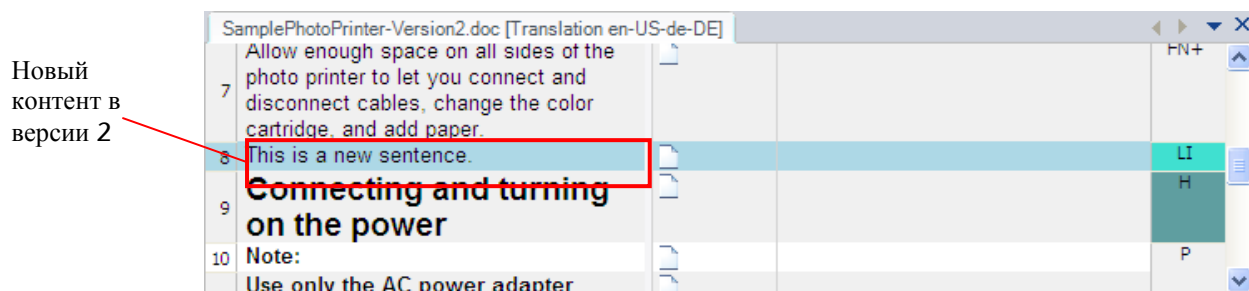 SamplePhotoPrinter-Version2.doc [Translation en-US-de-DE]
Новый
контент в
версии 2
Allow enough space on all sides of the
photo printer to let you connect and
7 disconnect cables, change the color
cartridge, and add paper.
FN+
8 This is a new sentence. LI
9 Connecting and turning
on the power
H
10 Note: P
Use only the AC power adapter